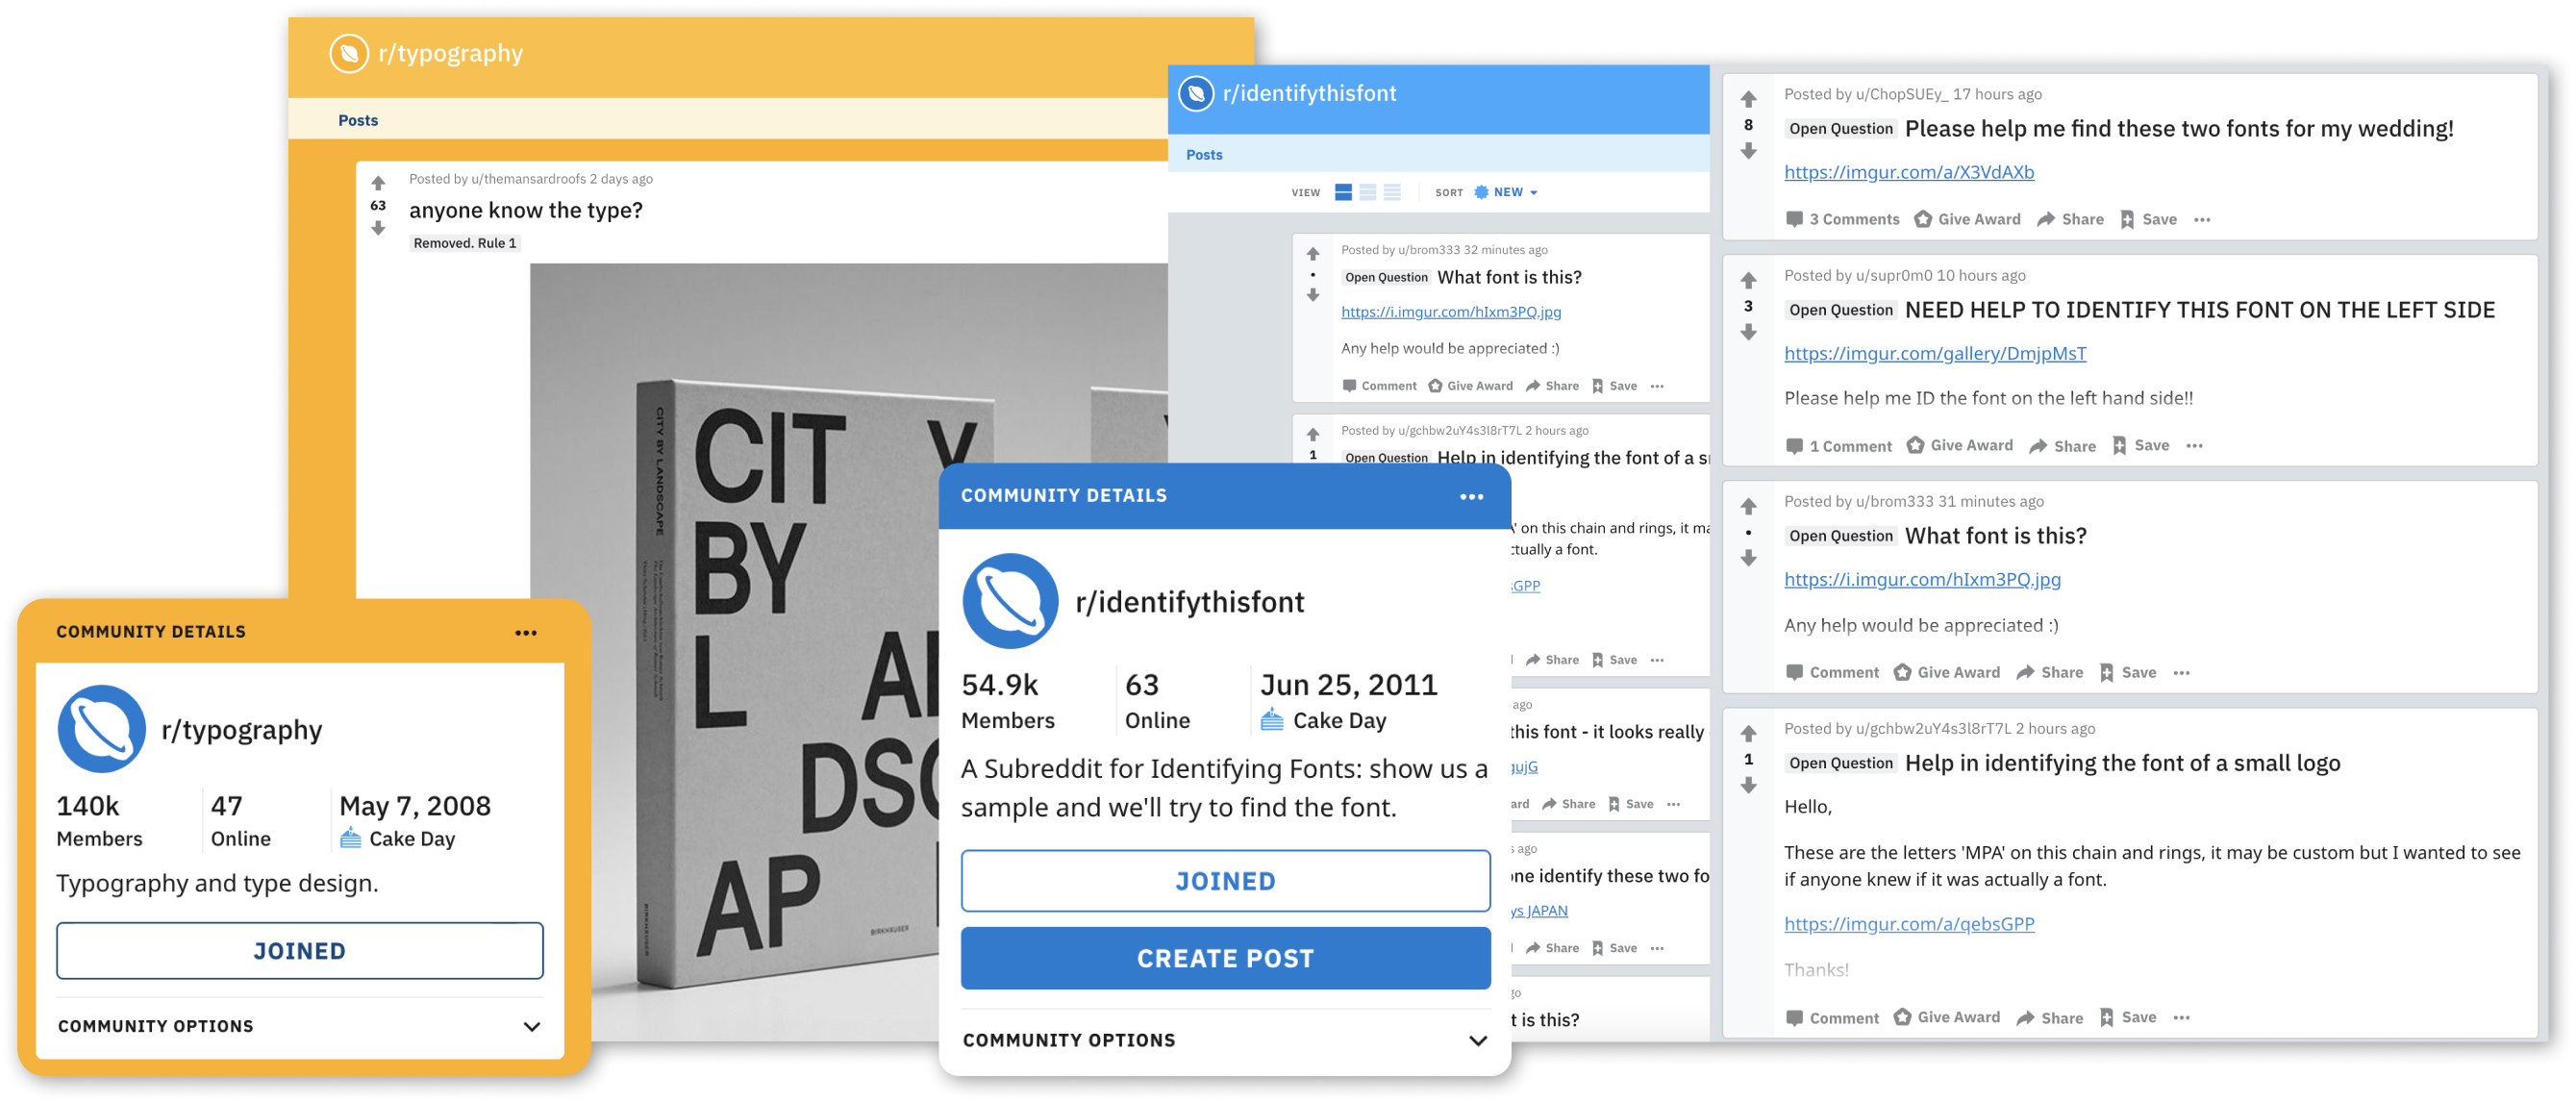 r/typography
Posts
63
Posted by u/themansardroofs 2 days ago
anyone know the type?
Removed. Rule 1
CITY BY LANDSCAPE
CIT Y
BY
L A
DSC
AP
BIRKHÄUSER
BIRKHÄUSER
COMMUNITY DETAILS
r/typography
140k
Members
47
Online
May 7, 2008
Cake Day
Typography and type design.
JOINED
COMMUNITY OPTIONS
r/identifythisfont
Posts
VIEW
SORT
NEW
Posted by u/brom333 32 minutes ago
Open Question What font is this?
https://i.imgur.com/hIxm3PQ.jpg
Any help would be appreciated :)
Comment Give Award Share Save
Posted by u/gchbw2uY4s3l8rT7L 2 hours ago
1
Open Question Help in identifying the font of a s
' on this chain and rings, it ma
ctually a font.
sGPP
Share Save
ago
this font - it looks really
gujG
ard Share Save
ago
ne identify these two fo
ys JAPAN
Share Save
go
t is this?
COMMUNITY DETAILS
r/identifythisfont
54.9k
Members
63
Online
Jun 25, 2011
Cake Day
A Subreddit for Identifying Fonts: show us a
sample and we'll try to find the font.
JOINED
CREATE POST
COMMUNITY OPTIONS
Posted by u/ChopSUEy_ 17 hours ago
8
Open Question Please help me find these two fonts for my wedding!
https://imgur.com/a/X3VdAXb
3 Comments Give Award Share Save
Posted by u/supr0m0 10 hours ago
3
Open Question NEED HELP TO IDENTIFY THIS FONT ON THE LEFT SIDE
https://imgur.com/gallery/DmjpMsT
Please help me ID the font on the left hand side!!
1 Comment Give Award Share Save
Posted by u/brom333 31 minutes ago
Open Question What font is this?
https://i.imgur.com/hIxm3PQ.jpg
Any help would be appreciated :)
Comment Give Award Share Save
Posted by u/gchbw2uY4s3l8rT7L 2 hours ago
1
Open Question Help in identifying the font of a small logo
Hello,
These are the letters 'MPA' on this chain and rings, it may be custom but I wanted to see
if anyone knew if it was actually a font.
https://imgur.com/a/qebsGPP
Thanks!
Comment Give Award Share Save